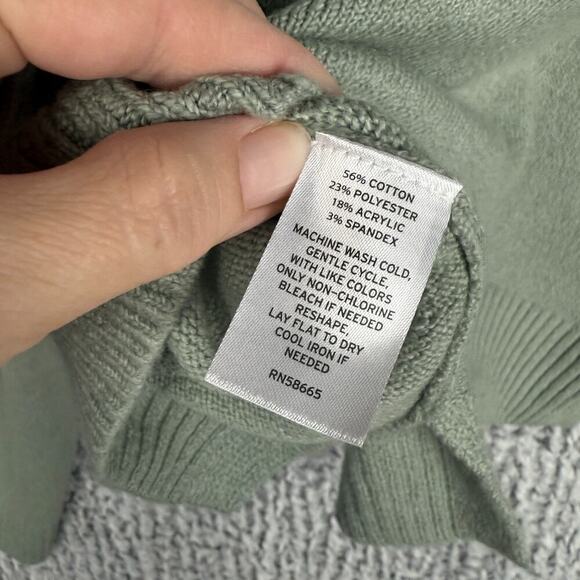 56% COTTON
23% POLYESTER
18% ACRYLIC
3% SPANDEX
MACHINE WASH COLD,
GENTLE CYCLE,
WITH LIKE COLORS
ONLY NON-CHLORINE
BLEACH IF NEEDED
RESHAPE,
LAY FLAT TO DRY
COOL IRON IF
NEEDED
RN58665